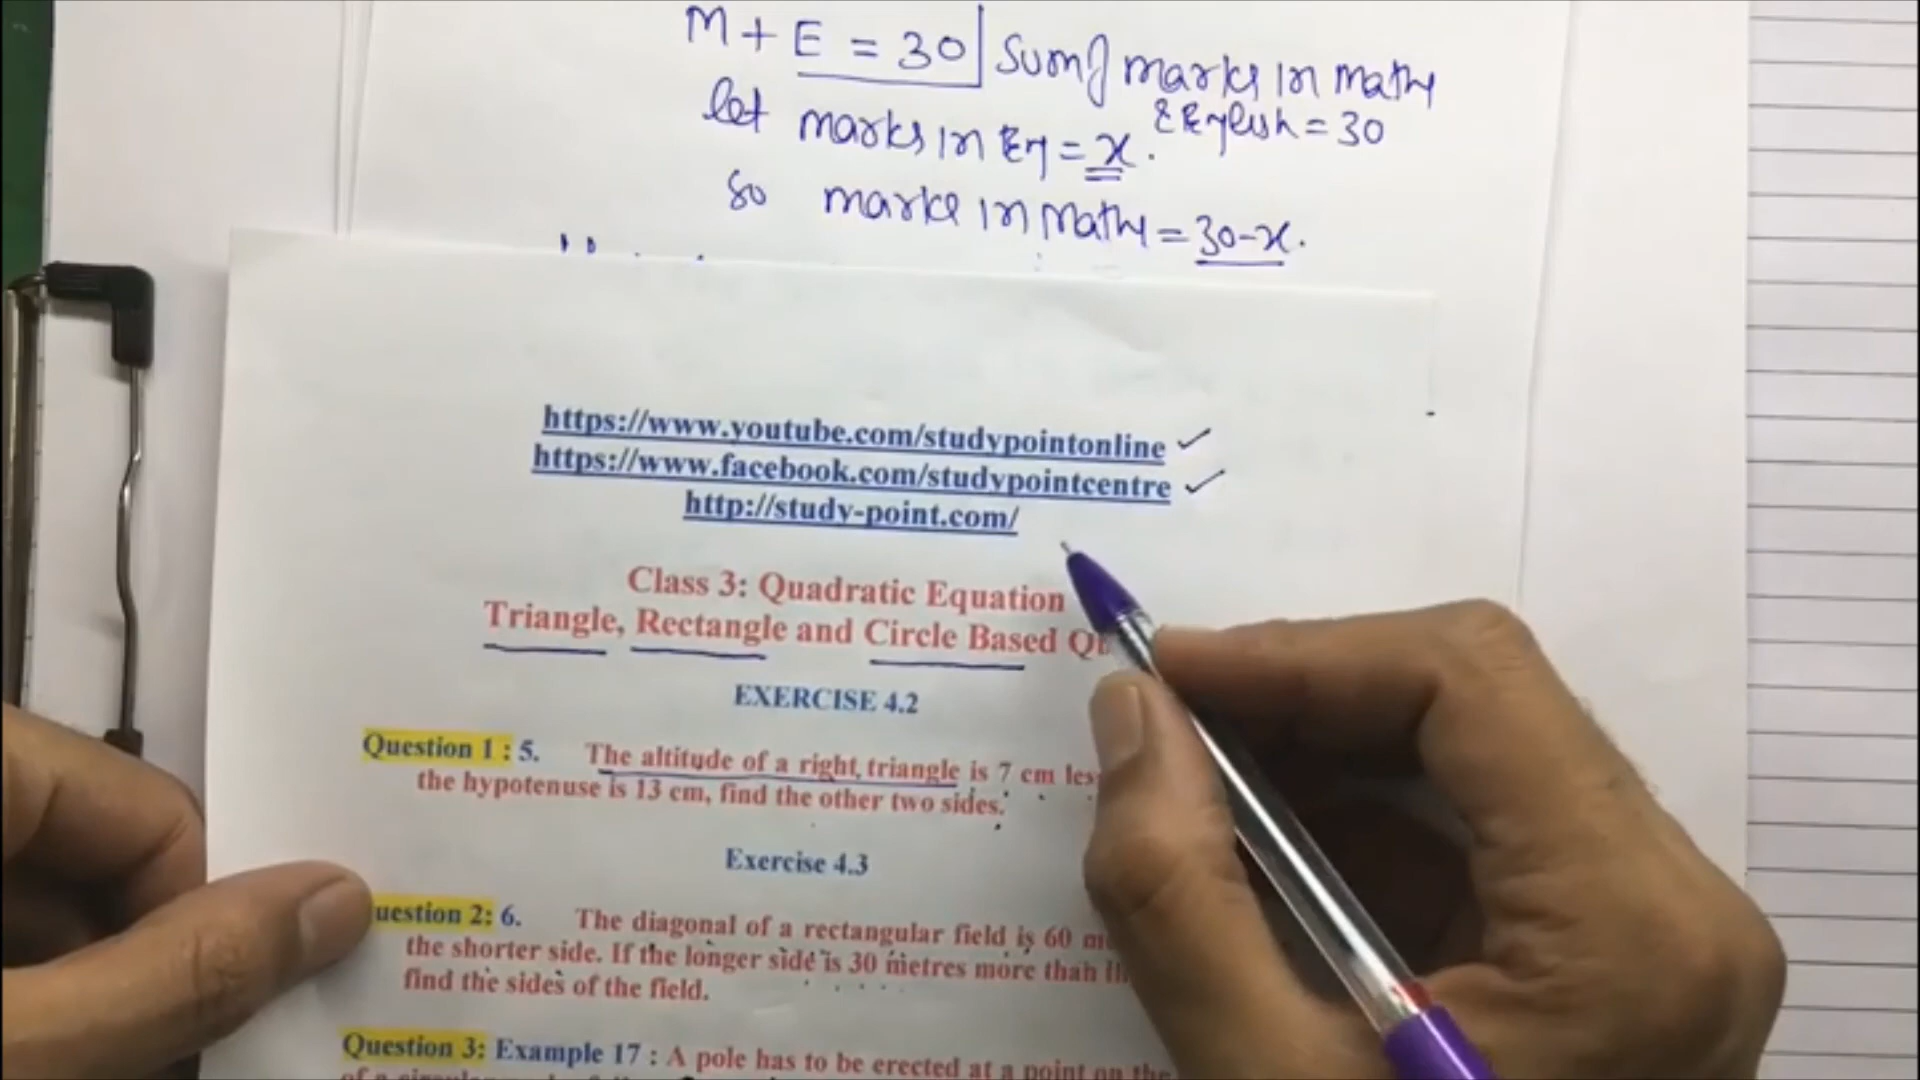 M + E = 30 Sum of marks in maths
& English = 30
let marks in Eng = x.
so marks in maths = 30-x.
https://www.youtube.com/studypointonline
https://www.facebook.com/studypointcentre
http://study-point.com/
Class 3: Quadratic Equation
Triangle, Rectangle and Circle Based
EXERCISE 4.2
Question 1 : 5. The altitude of a right triangle is 7 cm
the hypotenuse is 13 cm, find the other two sides.
Exercise 4.3
uestion 2: 6. The diagonal of a rectangular field is 60
the shorter side. If the longer side is 30 metres more than
find the sides of the field.
Question 3: Example 17 : A pole has to be erected at a point on the